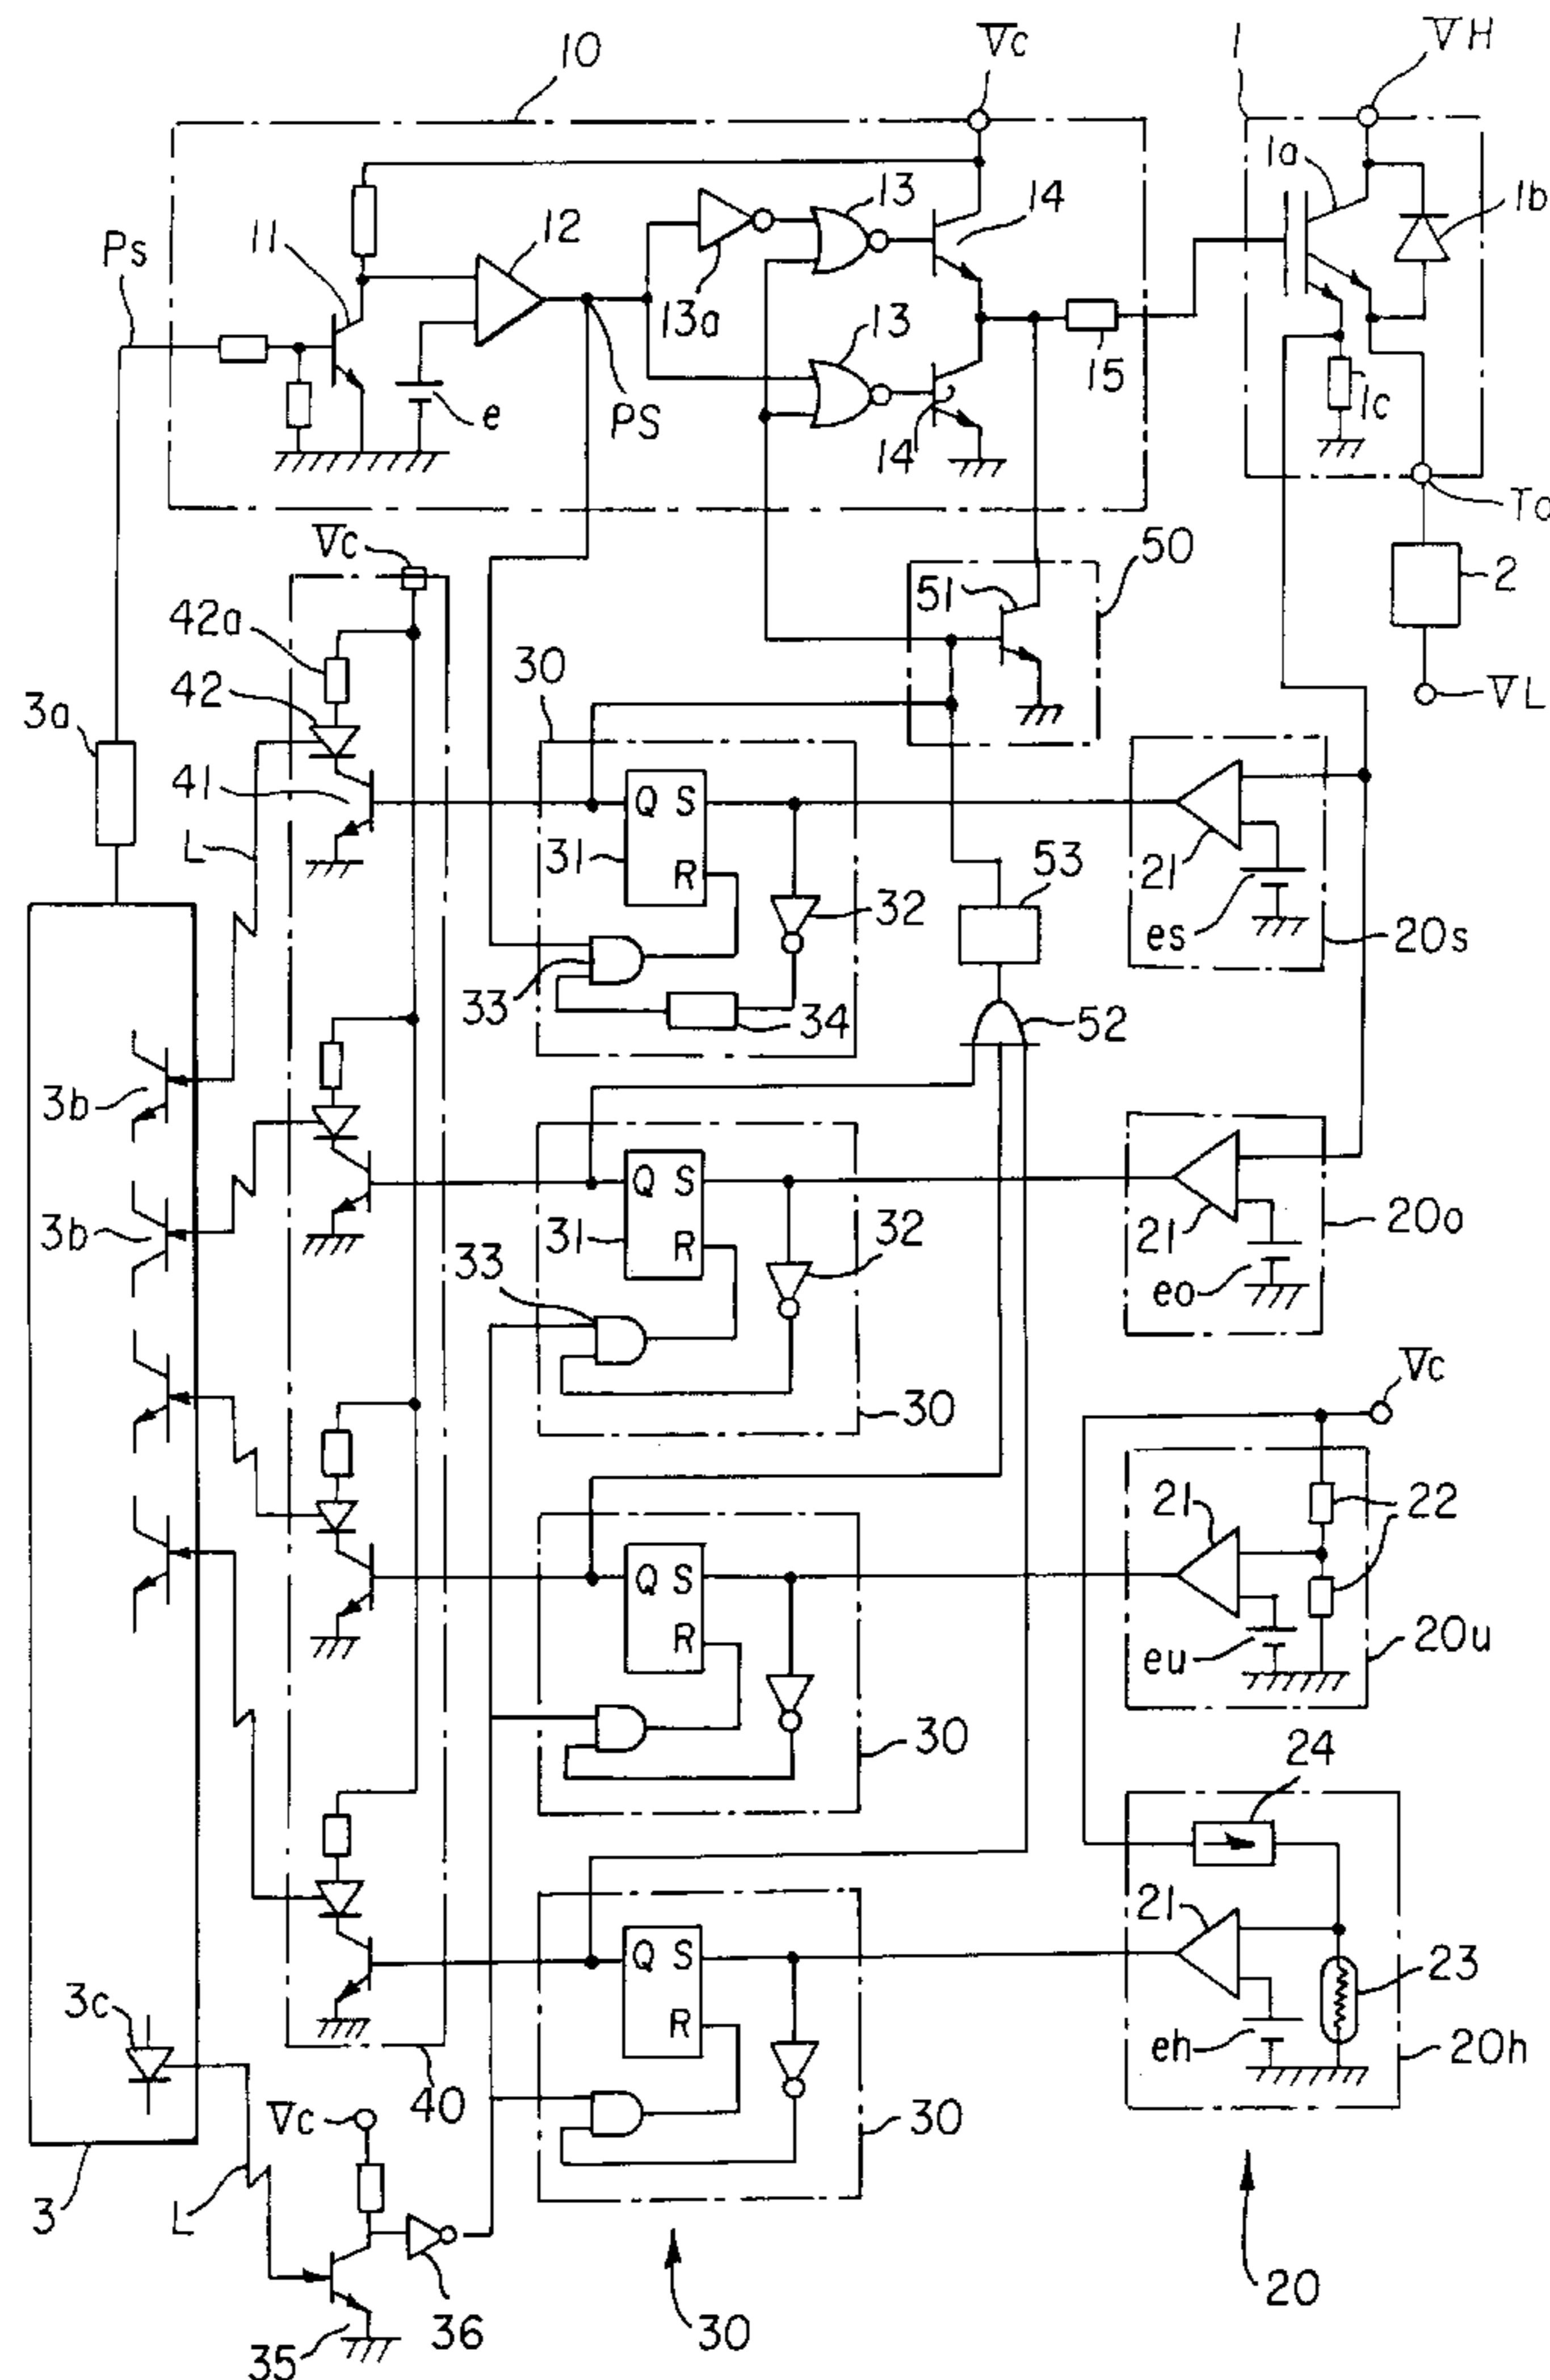 10
Vc
1
VH
1a
1b
Ps
11
12
13
14
13a
13
e
PS
14
15
1c
To
Vc
50
51
2
42a
VL
42
30
3a
41
L
Q S
31
R
32
33
34
53
21
es
20s
52
3b
3b
Q S
31
R
32
33
21
20o
eo
30
Vc
21
22
Q S
R
eu
20u
30
24
21
Q S
23
R
3c
eh
20h
40
Vc
30
3
L
36
35
30
20